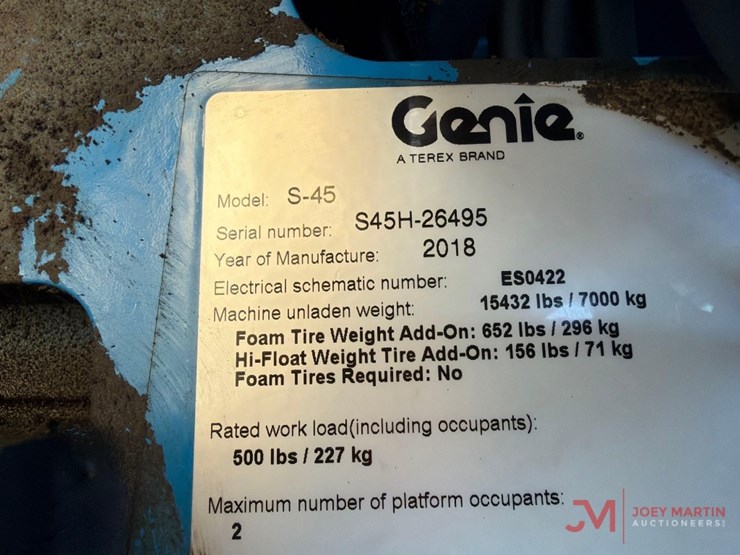 Genie®
A TEREX BRAND
Model: S-45
Serial number: S45H-26495
Year of Manufacture: 2018
Electrical schematic number: ES0422
Machine unladen weight: 15432 lbs / 7000 kg
Foam Tire Weight Add-On: 652 lbs / 296 kg
Hi-Float Weight Tire Add-On: 156 lbs / 71 kg
Foam Tires Required: No
Rated work load(including occupants):
500 lbs / 227 kg
Maximum number of platform occupants:
2
JM JOEY MARTIN
AUCTIONEERS